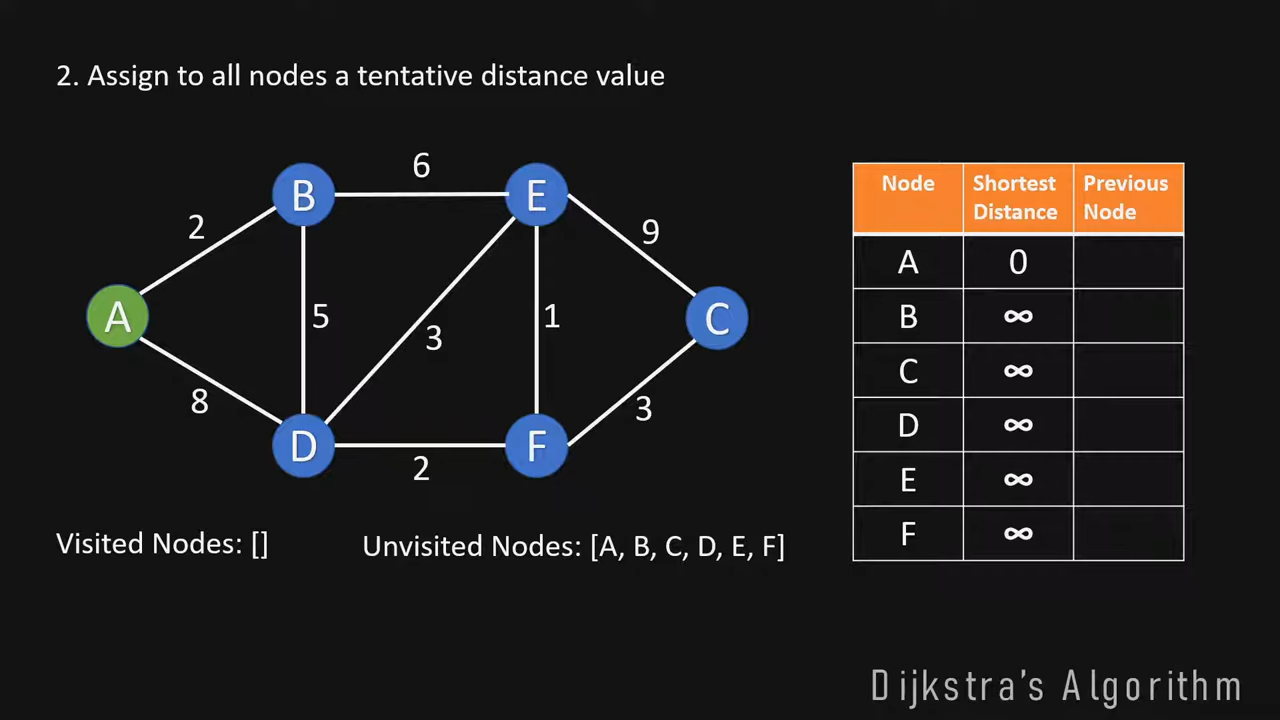 2. Assign to all nodes a tentative distance value
6
B
E
2
9
A
5
3
1
C
8
3
D
F
2
Visited Nodes: []
Unvisited Nodes: [A, B, C, D, E, F]
Node Shortest Distance Previous Node
A 0
B ∞
C ∞
D ∞
E ∞
F ∞
Dijkstra's Algorithm